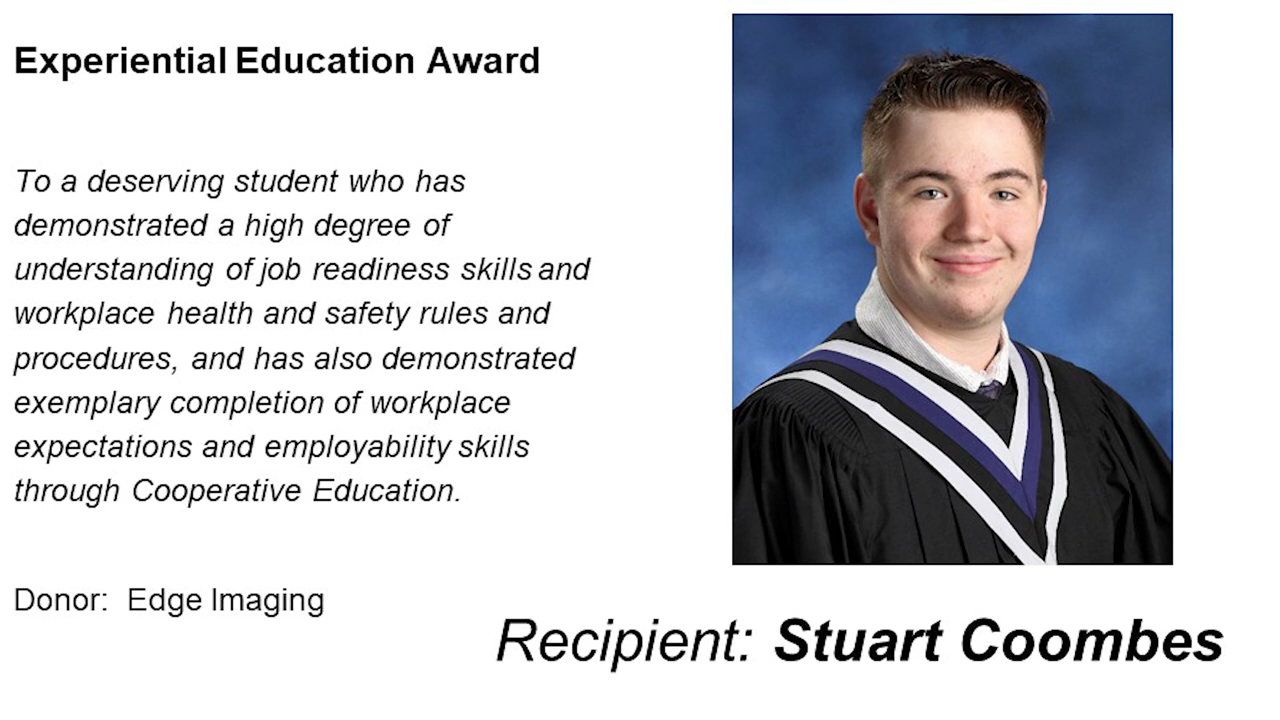 Experiential Education Award
To a deserving student who has
demonstrated a high degree of
understanding of job readiness skills and
workplace health and safety rules and
procedures, and has also demonstrated
exemplary completion of workplace
expectations and employability skills
through Cooperative Education.
Donor: Edge Imaging
Recipient: Stuart Coombes